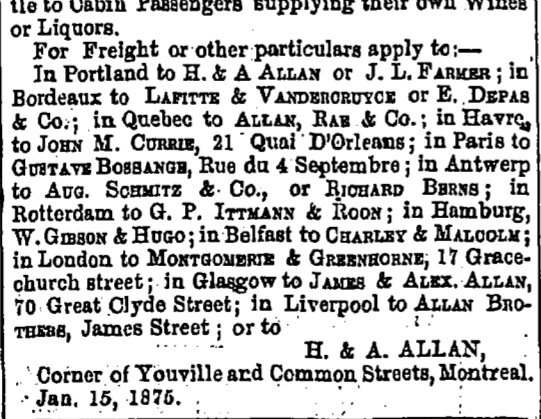 tle to Cabin Passengers supplying their own Wines
or Liquors.
For Freight or other particulars apply to:—
In Portland to H. & A ALLAN or J. L. FARMER; in
Bordeaux to LAFITTE & VANDERCRUYCE or E. DEPAS
& Co.; in Quebec to ALLAN, RAE & Co.; in Havre,
to JOHN M. CURRIE, 21 Quai D'Orleans; in Paris to
GUSTAVE BOSSANGE, Rue du 4 Septembre; in Antwerp
to AUG. SCHMITZ & Co., or RICHARD BERNS; in
Rotterdam to G. P. ITTMANN & ROON; in Hamburg,
W. GIBSON & HUGO; in Belfast to CHARLEY & MALCOLM;
in London to MONTGOMERIE & GREENHORNE, 17 Grace-
church street; in Glasgow to JAMES & ALEX. ALLAN,
70 Great Clyde Street; in Liverpool to ALLAN BRO-
THERS, James Street; or to
H. & A. ALLAN,
Corner of Youville and Common Streets, Montreal.
Jan. 15, 1875.